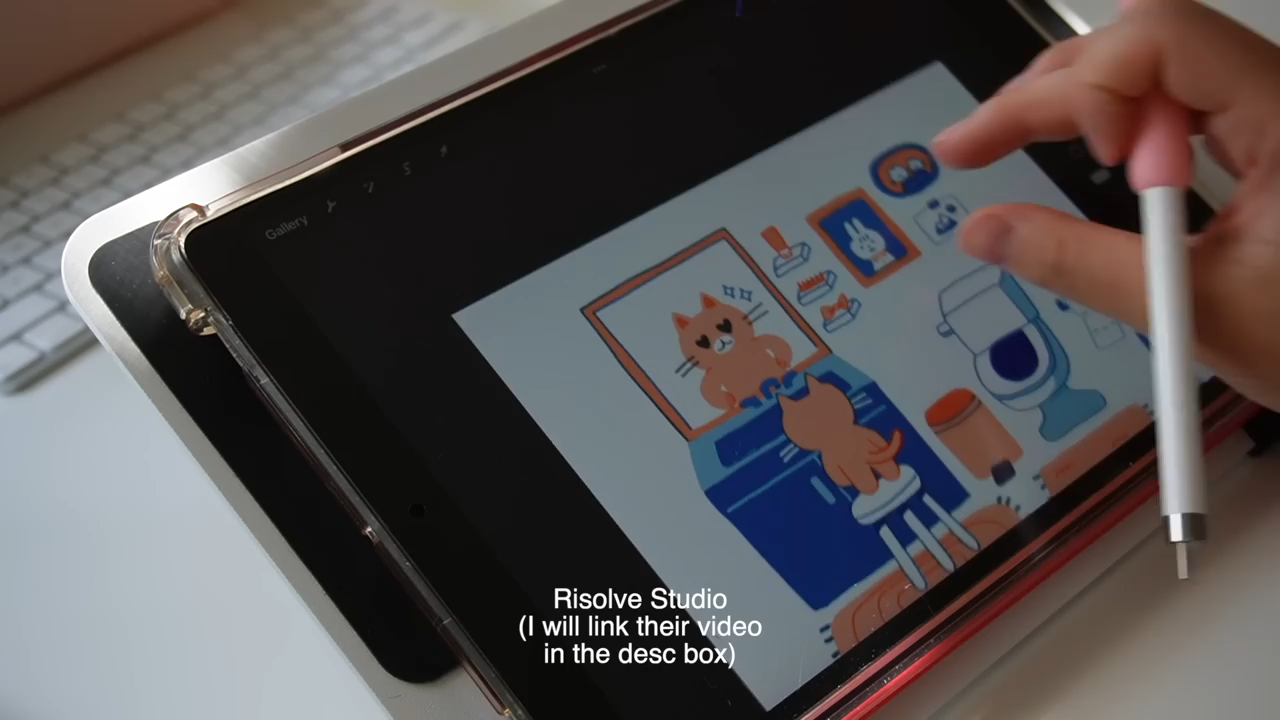 Gallery
Risolve Studio
(I will link their video
in the desc box)